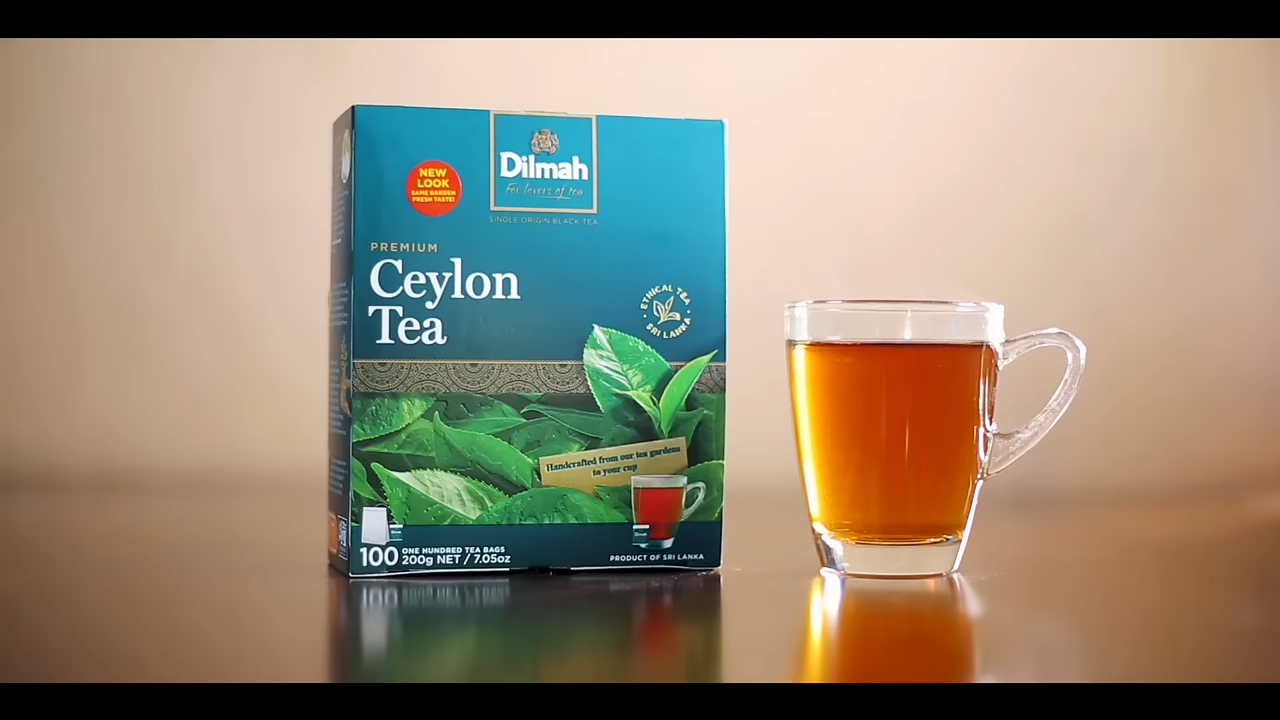 NEW
LOOK
SAME GARDEN
FRESH TASTE!
Dilmah
For lovers of tea
SINGLE ORIGIN BLACK TEA
PREMIUM
Ceylon
Tea
ETHICAL TEA
SRI LANKA
Handcrafted from our tea gardens
to your cup
100 ONE HUNDRED TEA BAGS
200g NET / 7.05oz
PRODUCT OF SRI LANKA